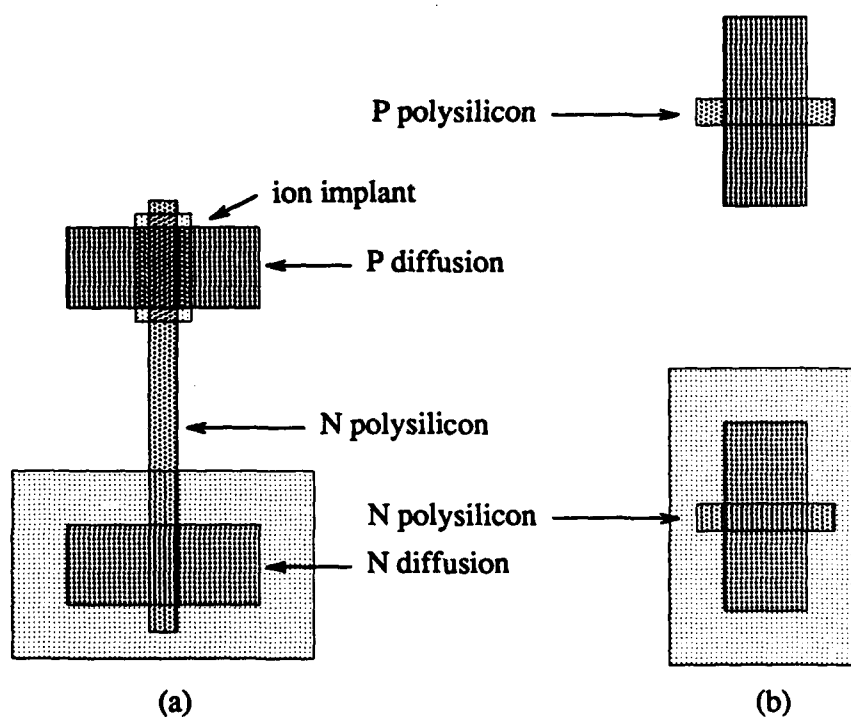 P polysilicon
ion implant
P diffusion
N polysilicon
N polysilicon
N diffusion
(a)
(b)